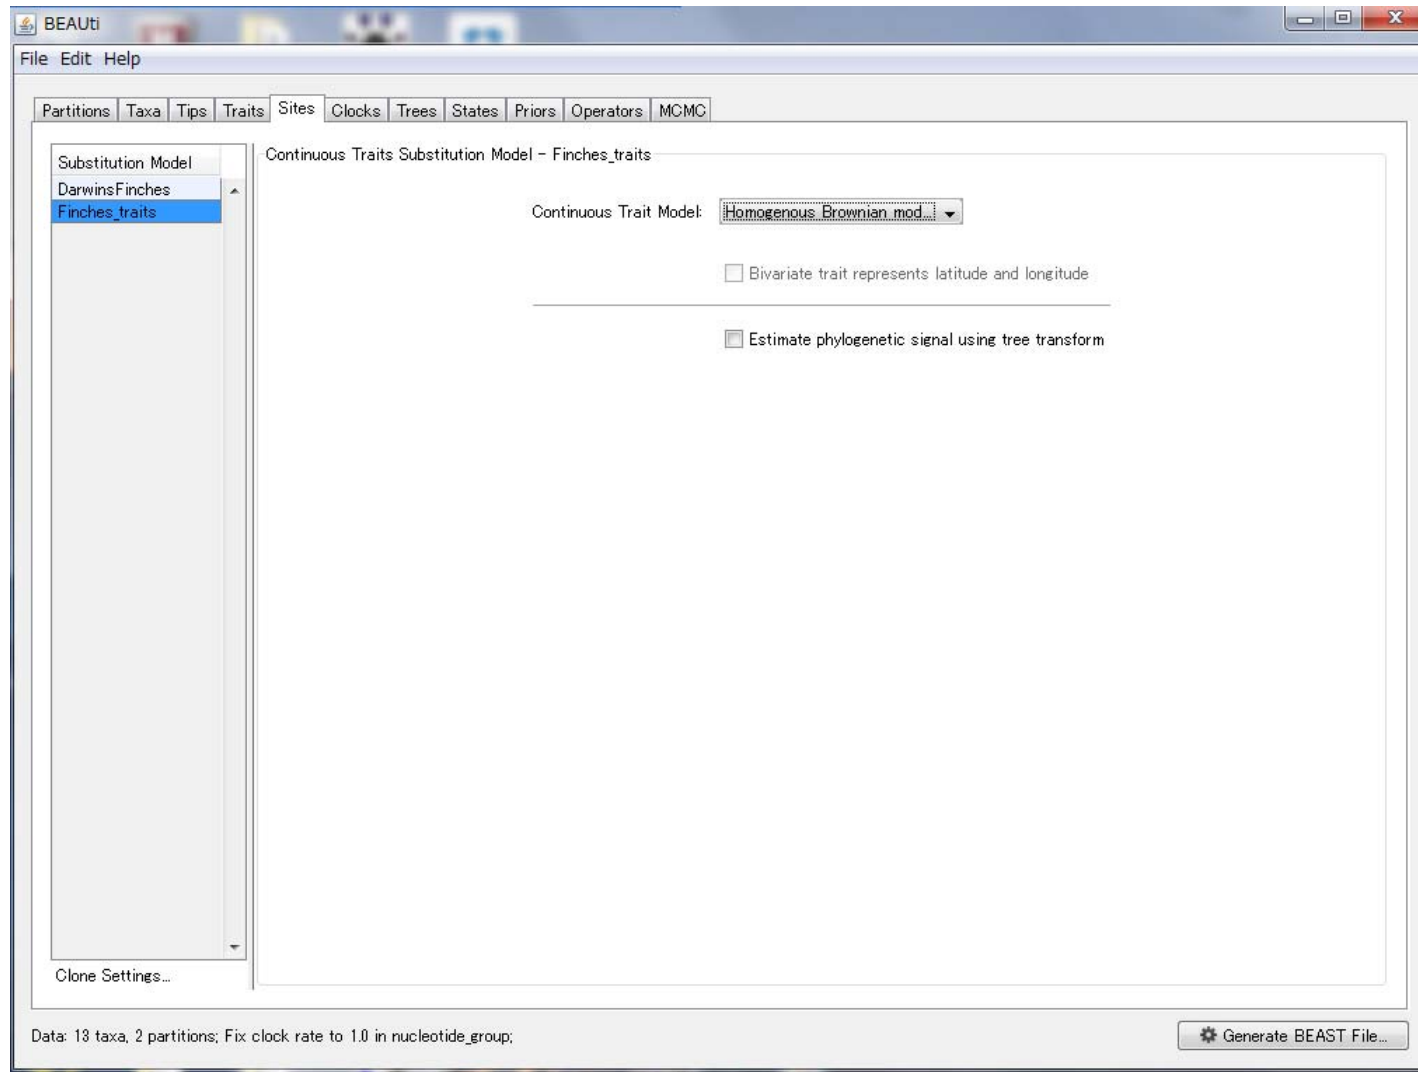 BEAUti
File Edit Help
Partitions Taxa Tips Traits Sites Clocks Trees States Priors Operators MCMC
Substitution Model
DarwinsFinches
Finches_traits
Continuous Traits Substitution Model - Finches_traits
Continuous Trait Model: Homogenous Brownian mod...
Bivariate trait represents latitude and longitude
Estimate phylogenetic signal using tree transform
Clone Settings...
Data: 13 taxa, 2 partitions; Fix clock rate to 1.0 in nucleotide_group;
Generate BEAST File...